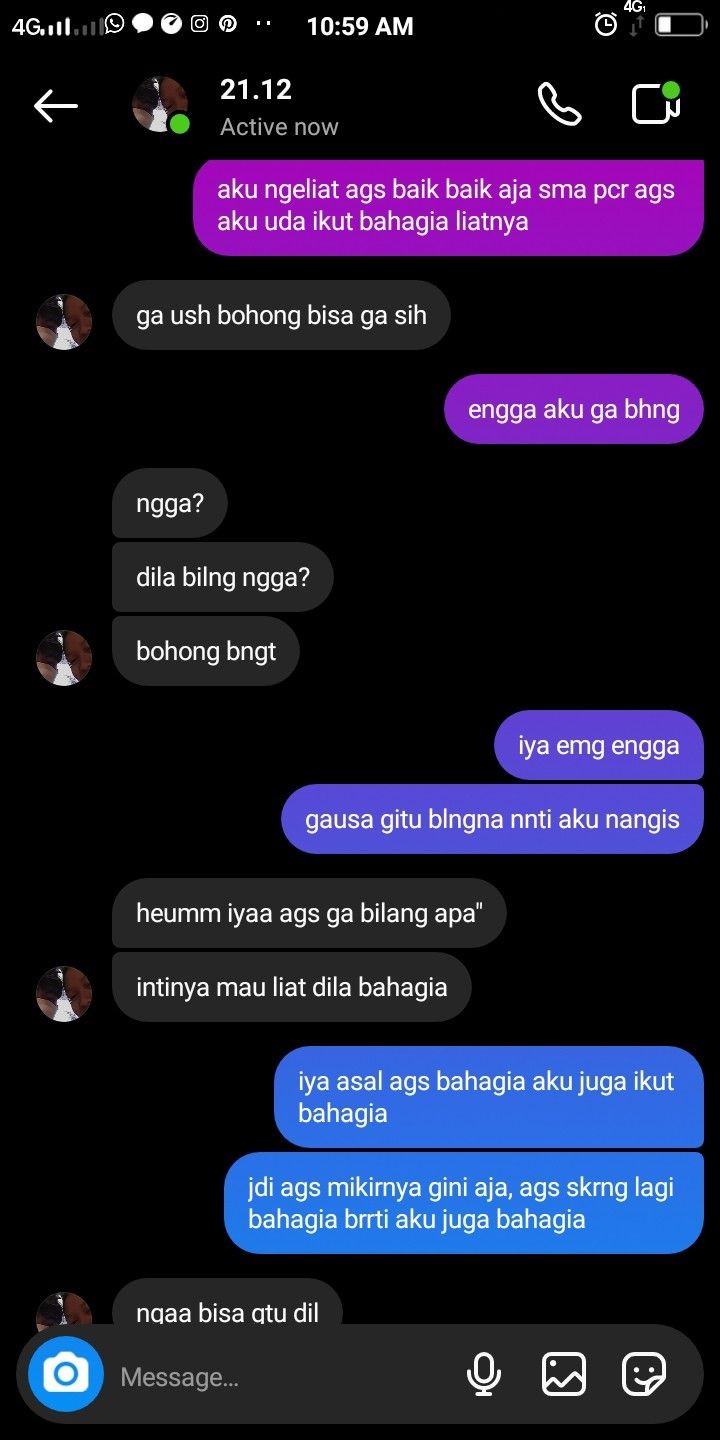 4G
10:59 AM
4G
21.12
Active now
aku ngeliat ags baik baik aja sma pcr ags
aku uda ikut bahagia liatnya
ga ush bohong bisa ga sih
engga aku ga bhng
ngga?
dila bilng ngga?
bohong bngt
iya emg engga
gausa gitu blngna nnti aku nangis
heumm iyaa ags ga bilang apa"
intinya mau liat dila bahagia
iya asal ags bahagia aku juga ikut
bahagia
jdi ags mikirnya gini aja, ags skrng lagi
bahagia brrti aku juga bahagia
ngaa bisa gtu dil
Message...